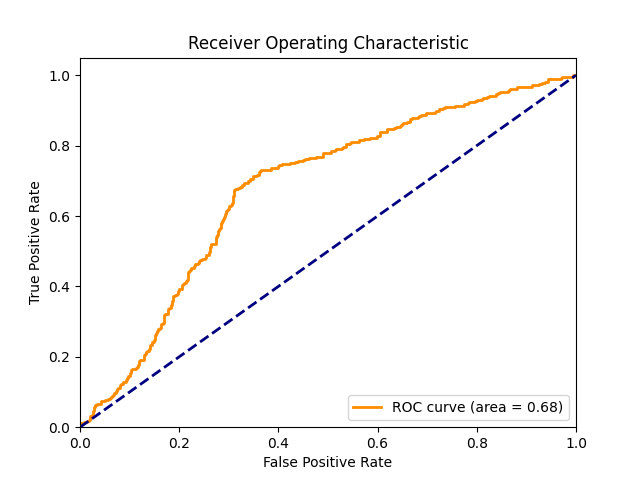 Receiver Operating Characteristic
True Positive Rate
1.0
0.8
0.6
0.4
0.2
0.0
ROC curve (area = 0.68)
0.0 0.2 0.4 0.6 0.8 1.0
False Positive Rate